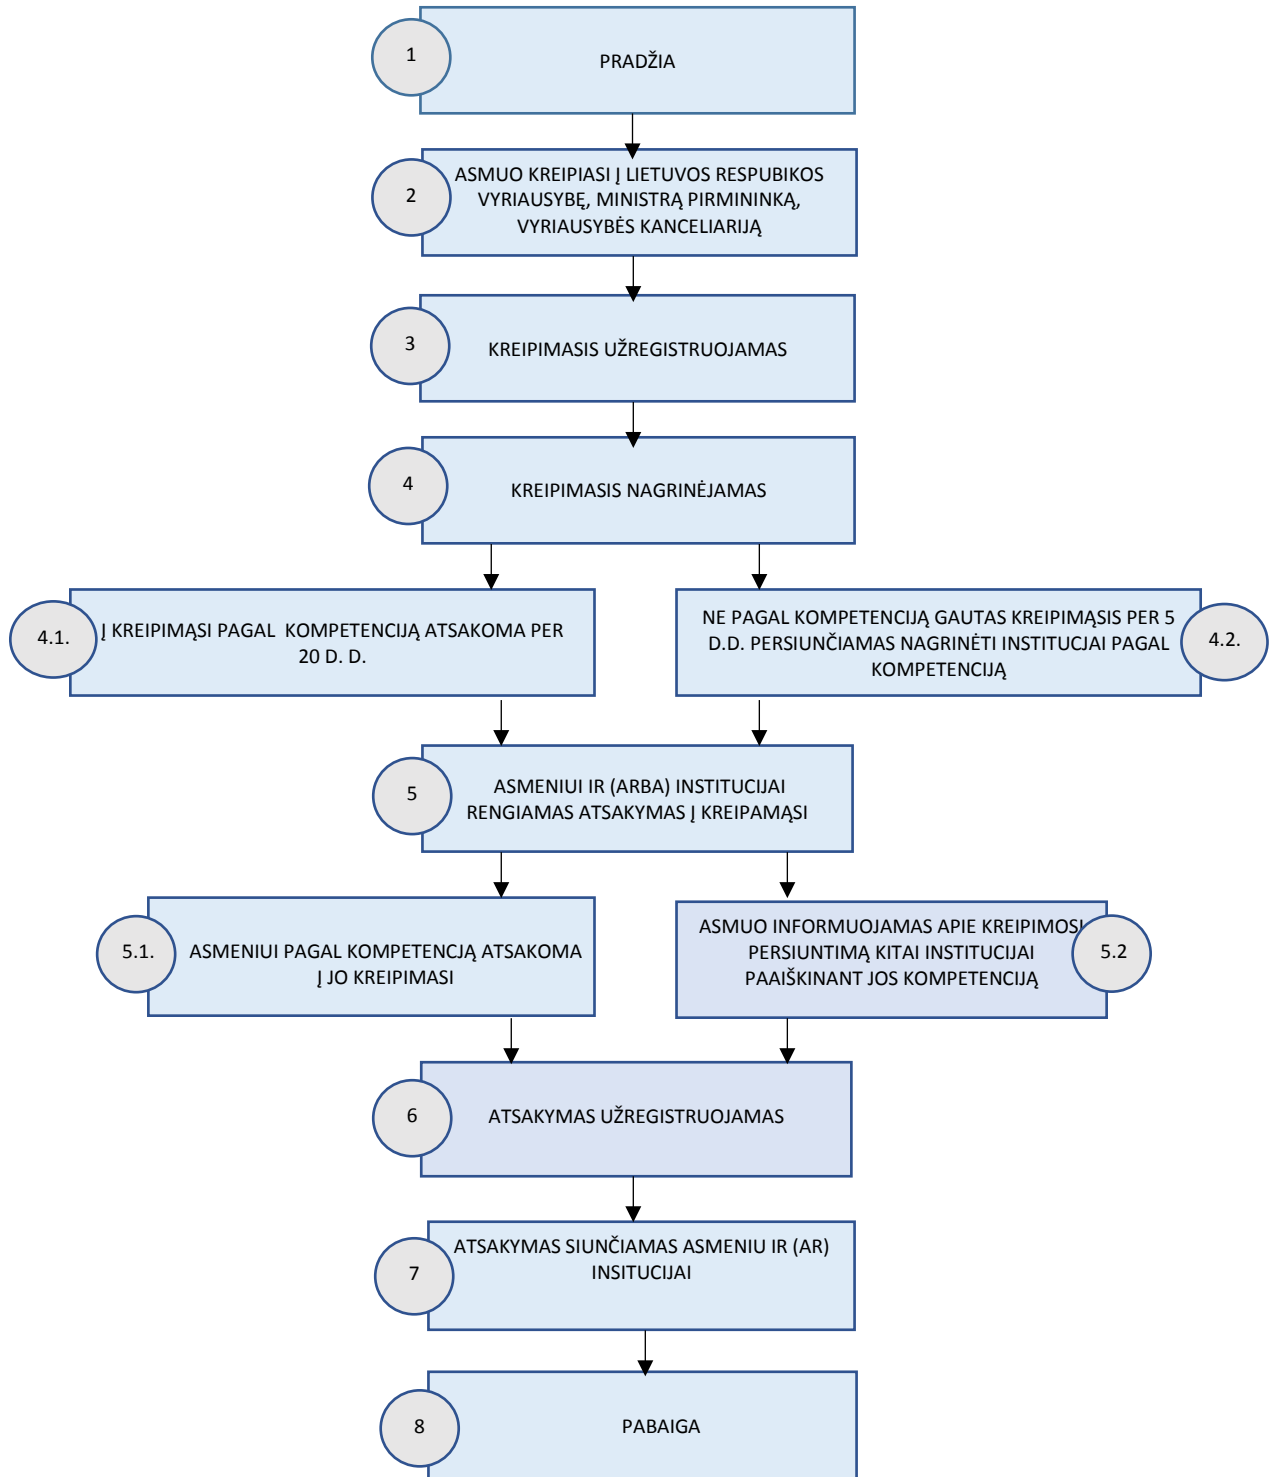 1
PRADŽIA
2
ASMUO KREIPIASI Į LIETUVOS RESPUBIKOS
VYRIAUSYBĘ, MINISTRĄ PIRMININKĄ,
VYRIAUSYBĖS KANCELIARIJĄ
3
KREIPIMASIS UŽREGISTRUOJAMAS
4
KREIPIMASIS NAGRINĖJAMAS
4.1.
Į KREIPIMĄSI PAGAL KOMPETENCIJĄ ATSAKOMA PER
20 D. D.
NE PAGAL KOMPETENCIJĄ GAUTAS KREIPIMĄSIS PER 5
D.D. PERSIUNČIAMAS NAGRINĖTI INSTITUCJAI PAGAL
KOMPETENCIJĄ
4.2.
5
ASMENIUI IR (ARBA) INSTITUCIJAI
RENGIAMAS ATSAKYMAS Į KREIPAMĄSI
5.1.
ASMENIUI PAGAL KOMPETENCJĄ ATSAKOMA
Į JO KREIPIMASI
ASMUO INFORMUOJAMAS APIE KREIPIMOSI
PERSIUNTIMĄ KITAI INSTITUCIJAI
PAAIŠKINANT JOS KOMPETENCIJĄ
5.2
6
ATSAKYMAS UŽREGISTRUOJAMAS
7
ATSAKYMAS SIUNČIAMAS ASMENIU IR (AR)
INSITUCIJAI
8
PABAIGA